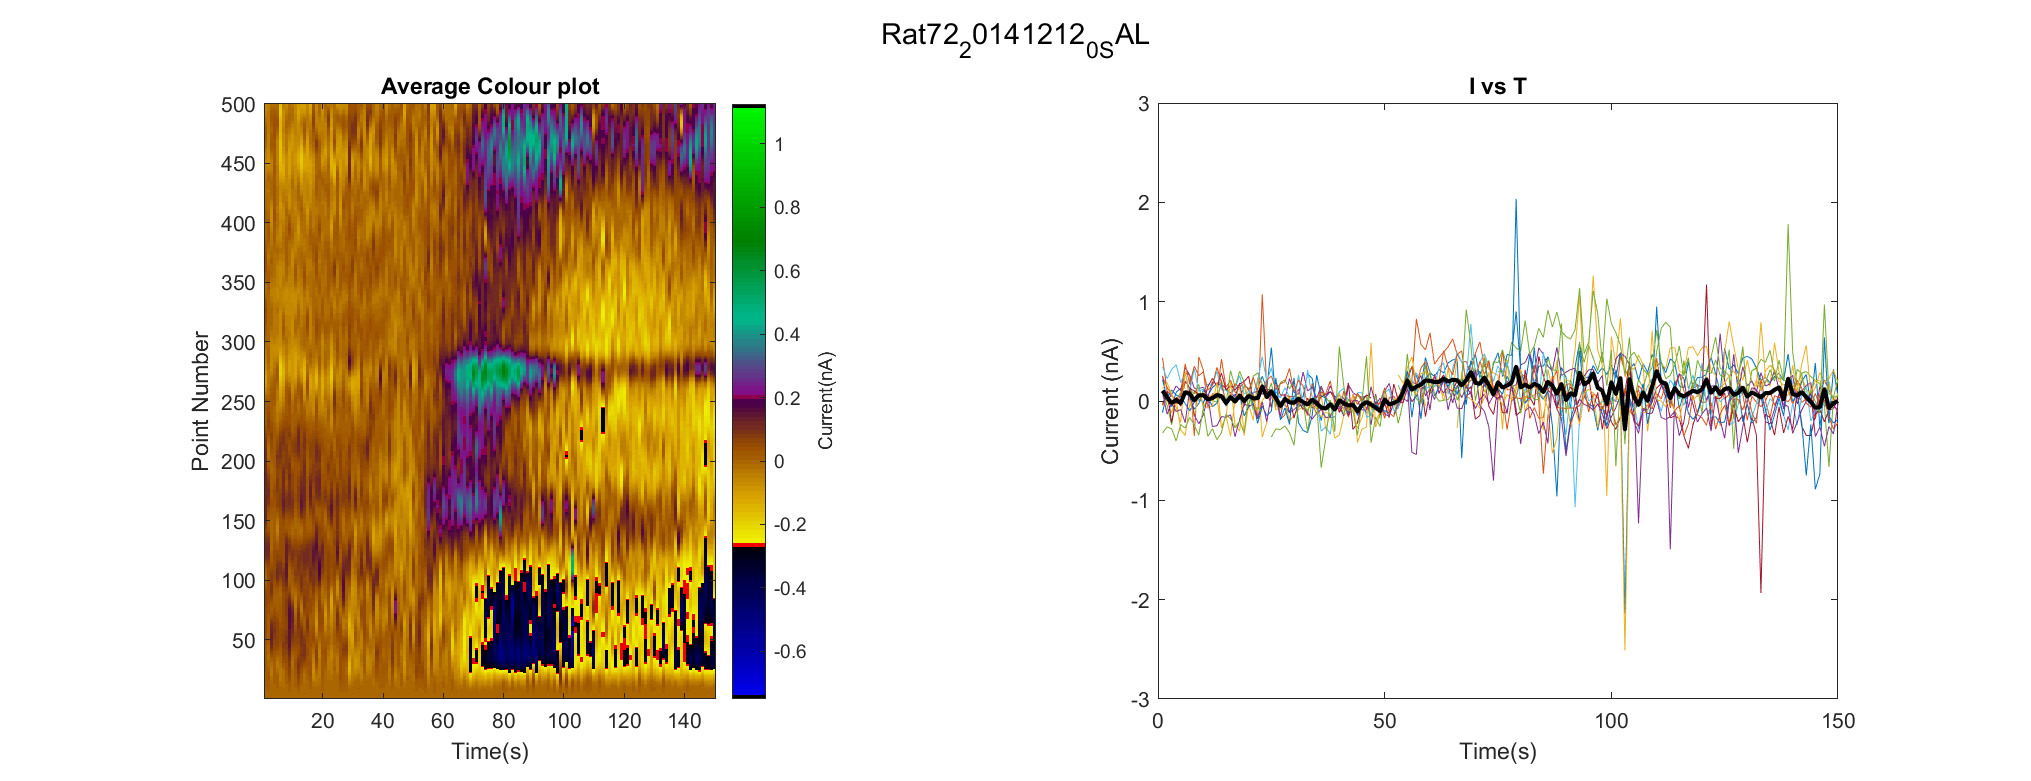 Rat72₂0141212₀SAL
Average Colour plot
500
450
400
350
300
250
200
150
100
50
Point Number
20 40 60 80 100 120 140
Time(s)
1
0.8
0.6
0.4
0.2
0
-0.2
-0.4
-0.6
Current(nA)
I vs T
3
2
1
0
-1
-2
-3
Current (nA)
0 50 100 150
Time(s)